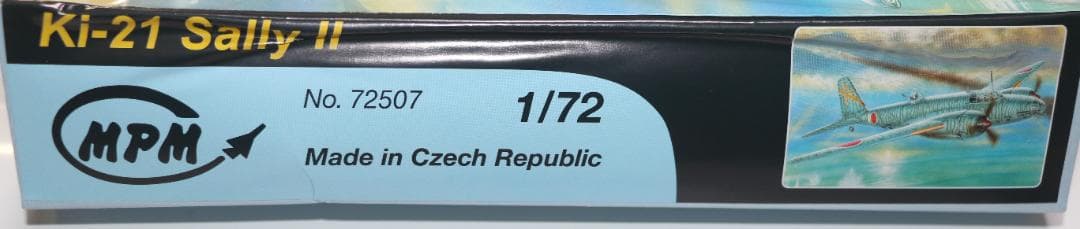 Ki-21 Sally II
No. 72507
1/72
MPM
Made in Czech Republic